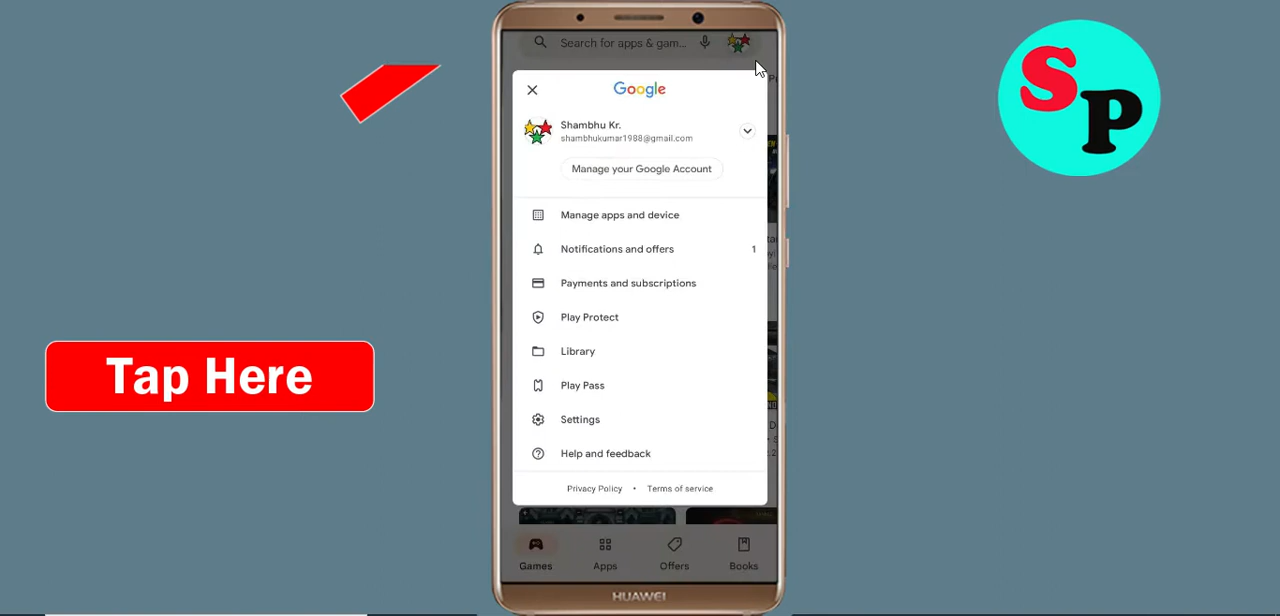 Search for apps & gam...
Google
Shambhu Kr.
shambhukumar1988@gmail.com
Manage your Google Account
Manage apps and device
Notifications and offers 1
Payments and subscriptions
Play Protect
Library
Play Pass
Settings
Help and feedback
Privacy Policy • Terms of service
Games Apps Offers Books
HUAWEI
Tap Here
SP